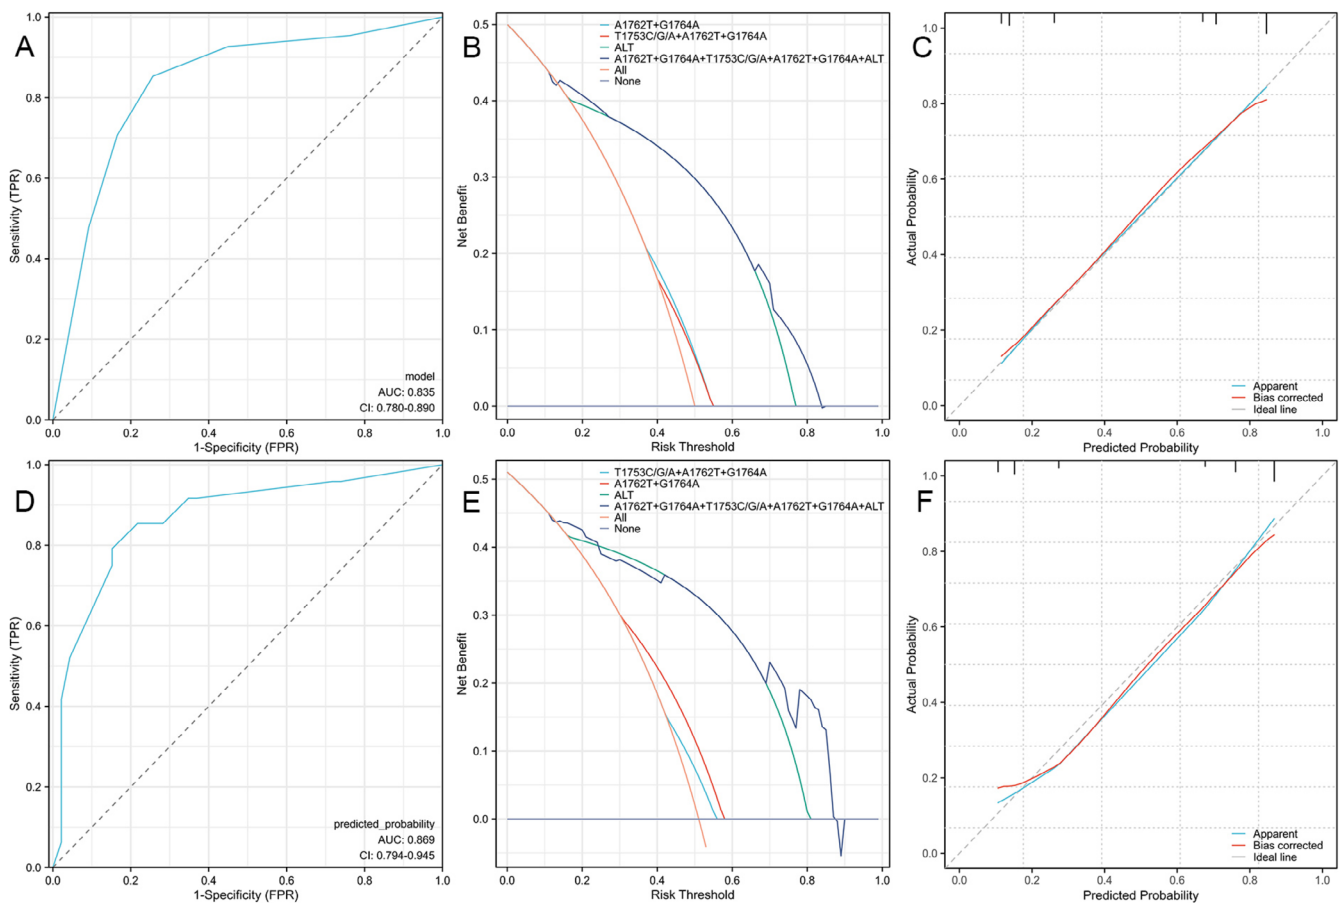 A
Sensitivity (TPR)
1.0
0.8
0.6
0.4
0.2
0.0
model
AUC: 0.835
CI: 0.780-0.890
0.0 0.2 0.4 0.6 0.8 1.0
1-Specificity (FPR)
B
Net Benefit
0.5
0.4
0.3
0.2
0.1
0.0
A1762T+G1764A
T1753C/G/A+A1762T+G1764A
ALT
A1762T+G1764A+T1753C/G/A+A1762T+G1764A+ALT
All
None
0.0 0.2 0.4 0.6 0.8 1.0
Risk Threshold
C
Actual Probability
1.0
0.8
0.6
0.4
0.2
0.0
Apparent
Bias corrected
Ideal line
0.0 0.2 0.4 0.6 0.8 1.0
Predicted Probability
D
Sensitivity (TPR)
1.0
0.8
0.6
0.4
0.2
0.0
predicted_probability
AUC: 0.869
CI: 0.794-0.945
0.0 0.2 0.4 0.6 0.8 1.0
1-Specificity (FPR)
E
Net Benefit
0.5
0.4
0.3
0.2
0.1
0.0
T1753C/G/A+A1762T+G1764A
A1762T+G1764A
ALT
A1762T+G1764A+T1753C/G/A+A1762T+G1764A+ALT
All
None
0.0 0.2 0.4 0.6 0.8 1.0
Risk Threshold
F
Actual Probability
1.0
0.8
0.6
0.4
0.2
0.0
Apparent
Bias corrected
Ideal line
0.0 0.2 0.4 0.6 0.8 1.0
Predicted Probability